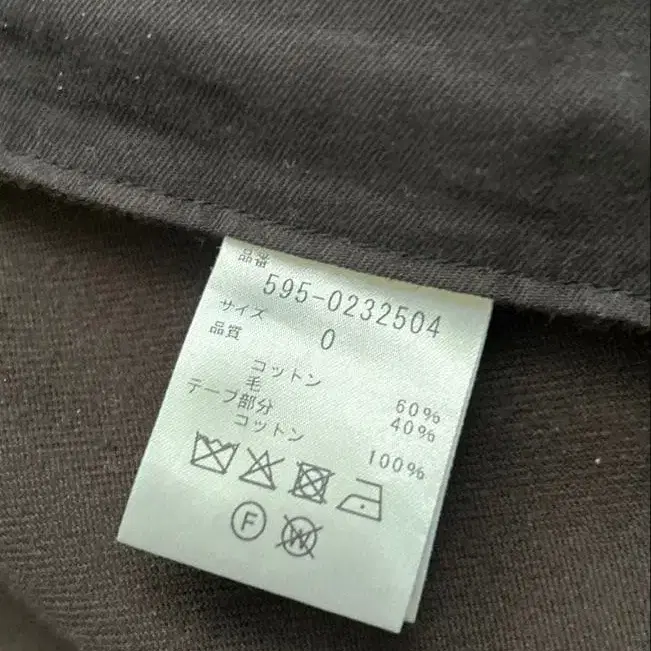 品番
595-0232504
サイズ 0
品質
コットン 60%
毛 40%
テープ部分
コットン 100%
F W